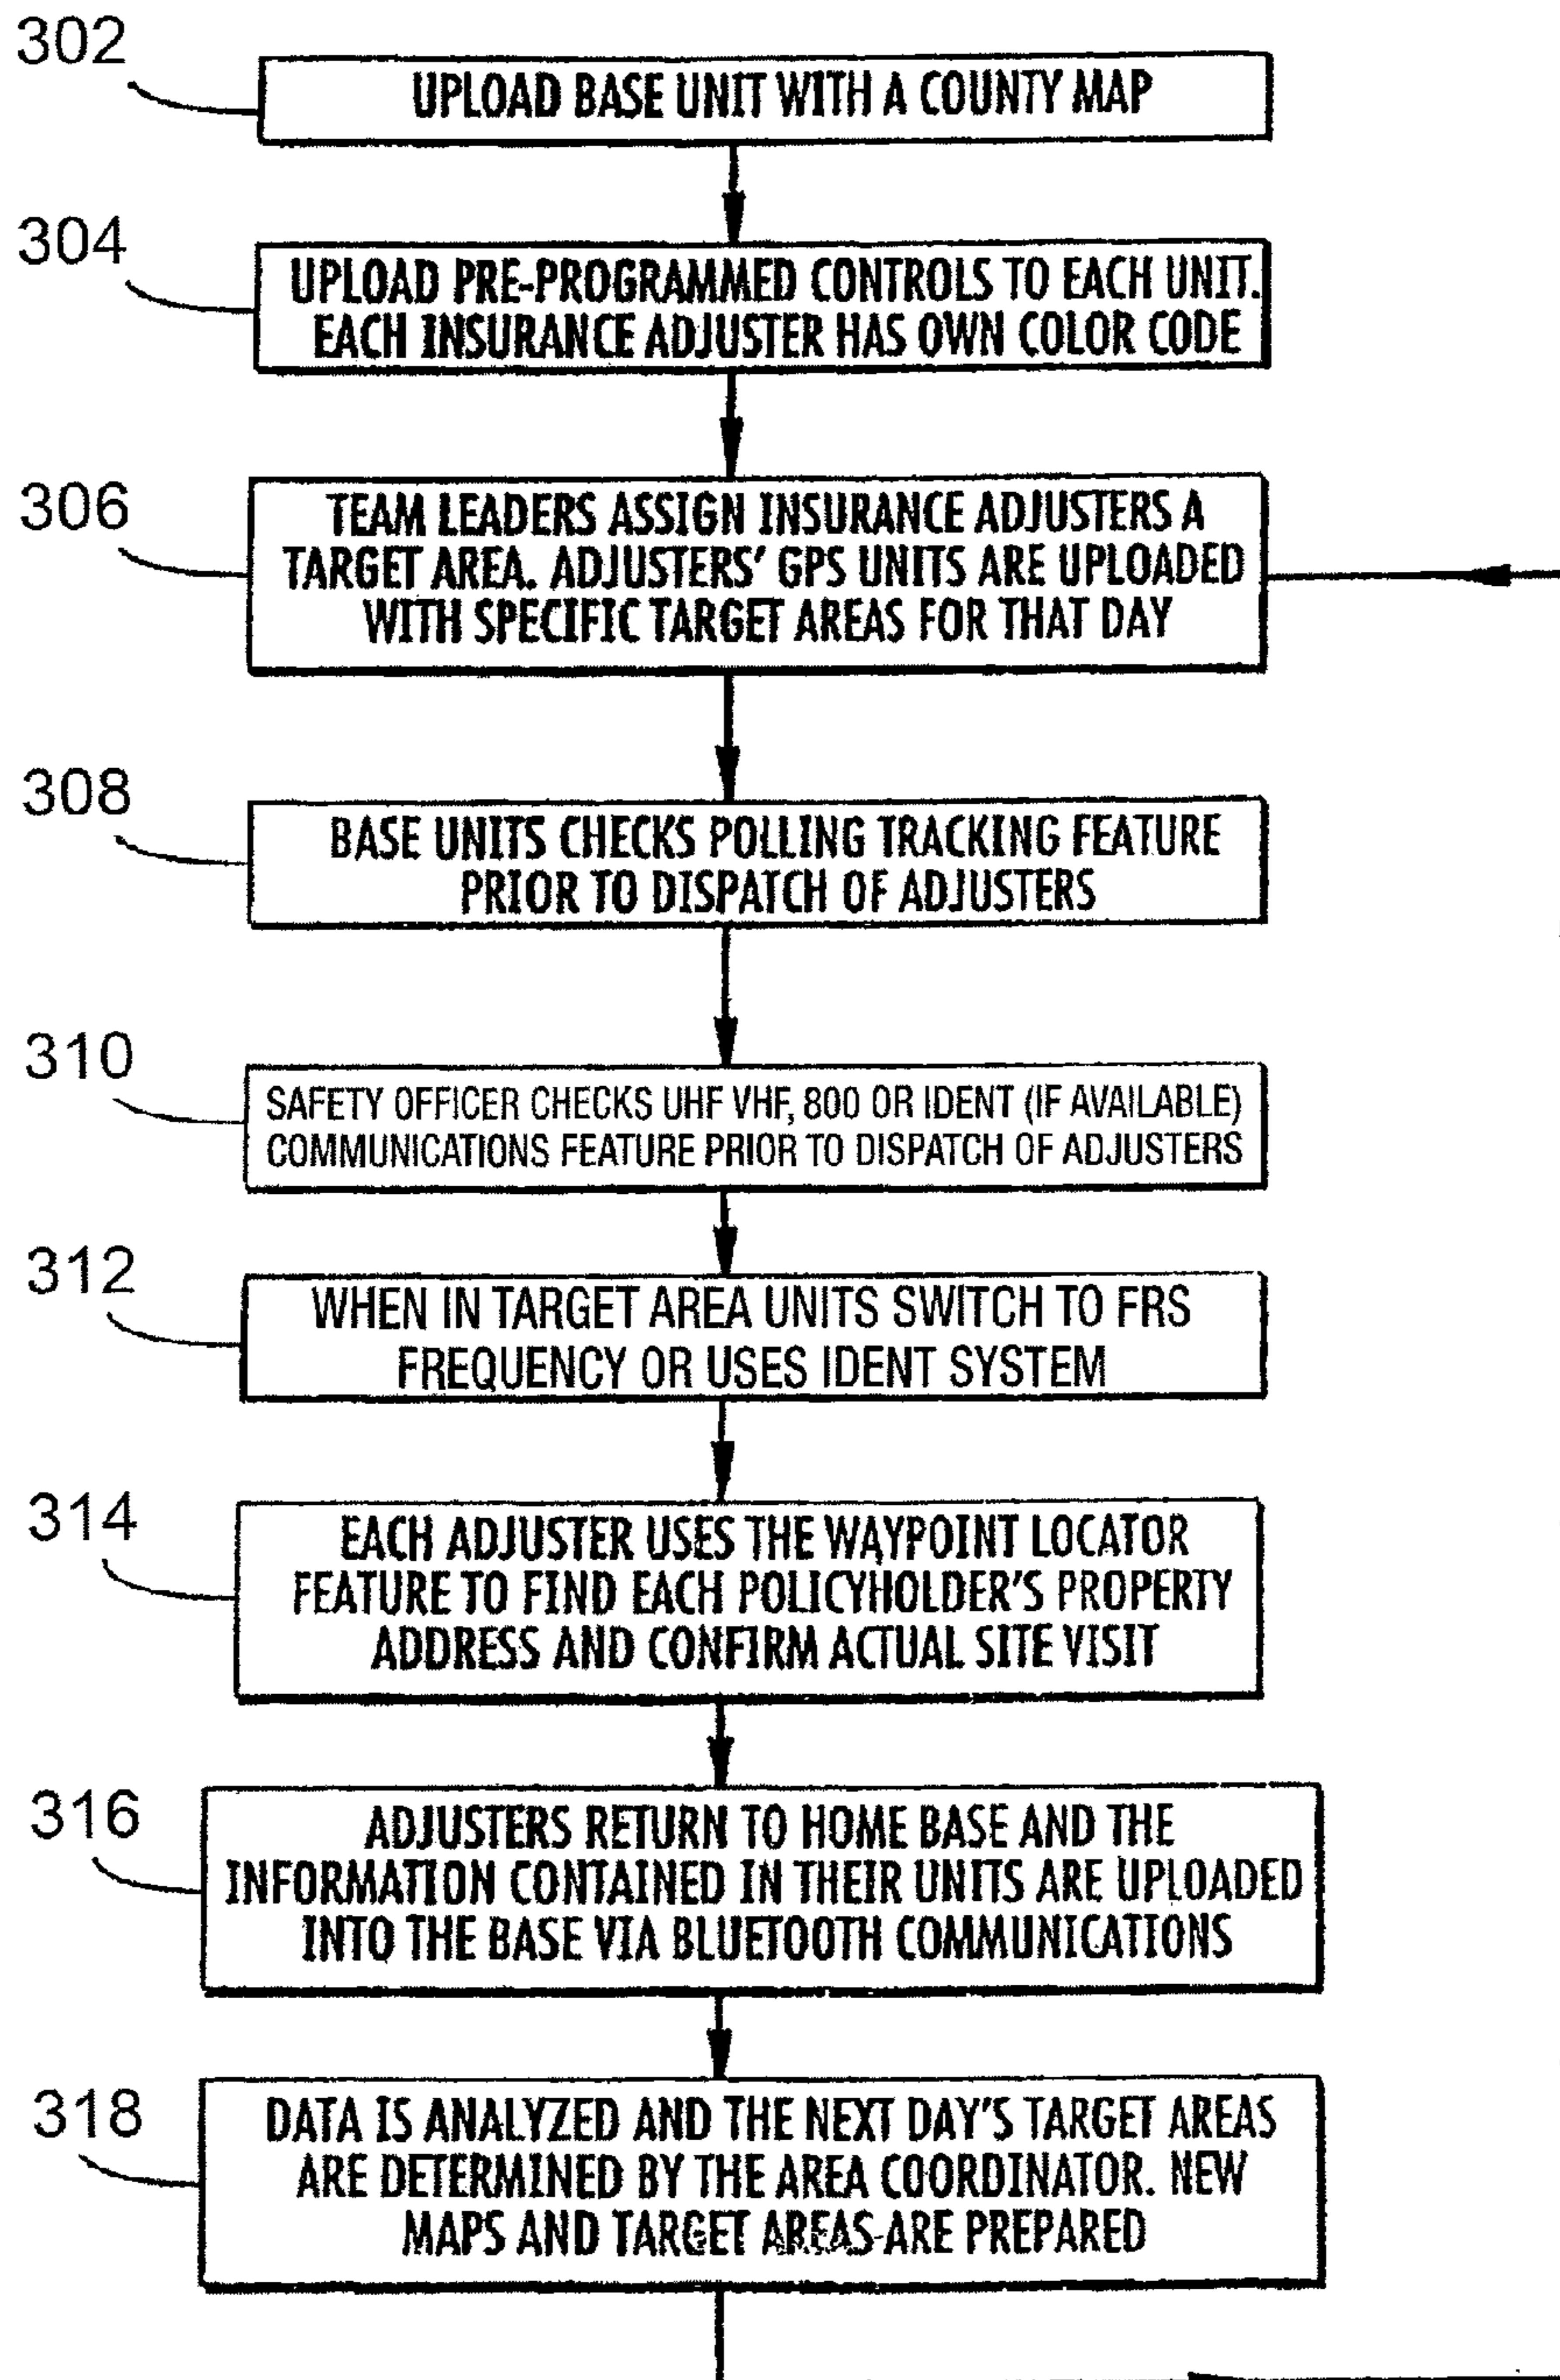 302
UPLOAD BASE UNIT WITH A COUNTY MAP
304
UPLOAD PRE-PROGRAMMED CONTROLS TO EACH UNIT.
EACH INSURANCE ADJUSTER HAS OWN COLOR CODE
306
TEAM LEADERS ASSIGN INSURANCE ADJUSTERS A
TARGET AREA. ADJUSTERS' GPS UNITS ARE UPLOADED
WITH SPECIFIC TARGET AREAS FOR THAT DAY
308
BASE UNITS CHECKS POLLING TRACKING FEATURE
PRIOR TO DISPATCH OF ADJUSTERS
310
SAFETY OFFICER CHECKS UHF VHF, 800 OR IDENT (IF AVAILABLE)
COMMUNICATIONS FEATURE PRIOR TO DISPATCH OF ADJUSTERS
312
WHEN IN TARGET AREA UNITS SWITCH TO FRS
FREQUENCY OR USES IDENT SYSTEM
314
EACH ADJUSTER USES THE WAYPOINT LOCATOR
FEATURE TO FIND EACH POLICYHOLDER'S PROPERTY
ADDRESS AND CONFIRM ACTUAL SITE VISIT
316
ADJUSTERS RETURN TO HOME BASE AND THE
INFORMATION CONTAINED IN THEIR UNITS ARE UPLOADED
INTO THE BASE VIA BLUETOOTH COMMUNICATIONS
318
DATA IS ANALYZED AND THE NEXT DAY'S TARGET AREAS
ARE DETERMINED BY THE AREA COORDINATOR. NEW
MAPS AND TARGET AREAS ARE PREPARED